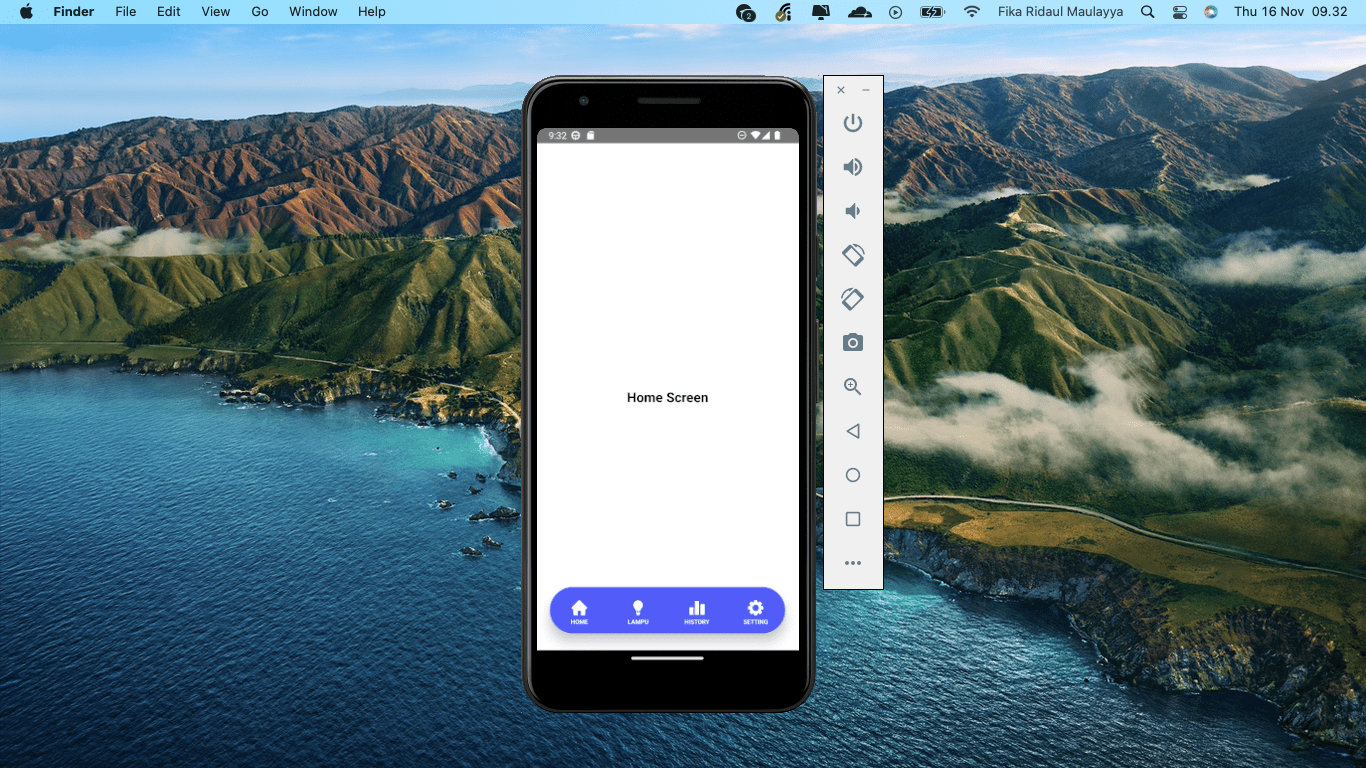 Finder File Edit View Go Window Help 2 Fika Ridaul Maulayya Thu 16 Nov 09.32
9:32
Home Screen
HOME LAMPU HISTORY SETTING